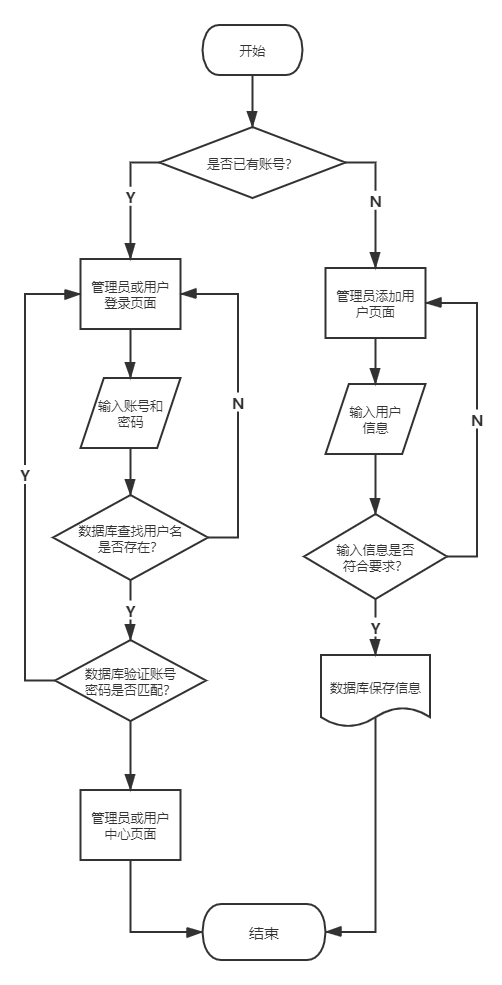 开始
是否已有账号?
Y
N
管理员或用户
登录页面
管理员添加用
户页面
输入账号和
密码
输入用户
信息
N
N
Y
数据库查找用户名
是否存在?
输入信息是否
符合要求?
Y
Y
数据库验证账号
密码是否匹配?
数据库保存信息
管理员或用户
中心页面
结束